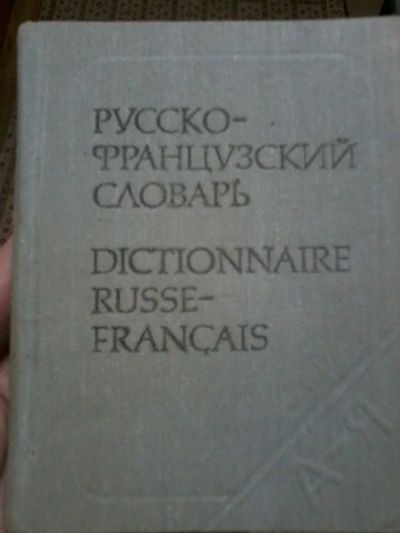 РУССКО-
ФРАНЦУЗСКИЙ
СЛОВАРЬ
DICTIONNAIRE
RUSSE-
FRANÇAIS
А-Я